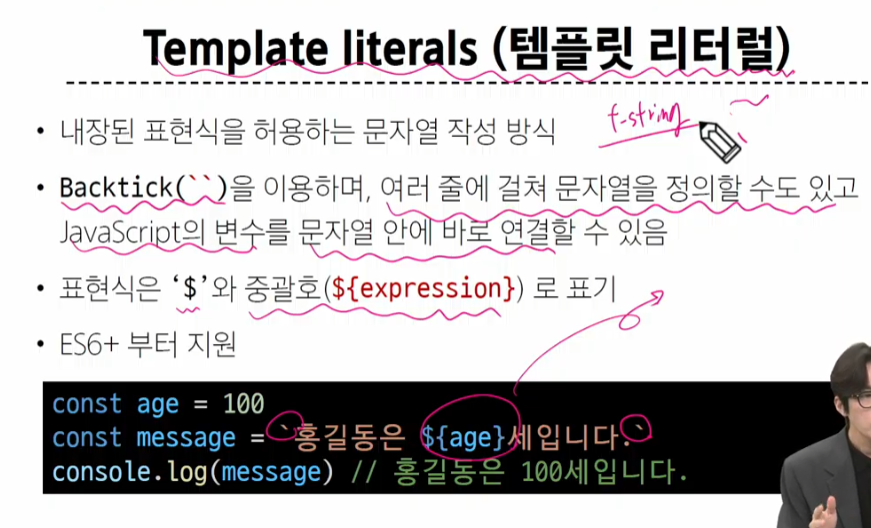 Template literals (템플릿 리터럴)
f-string
• 내장된 표현식을 허용하는 문자열 작성 방식
• Backtick(``)을 이용하며, 여러 줄에 걸쳐 문자열을 정의할 수도 있고
JavaScript의 변수를 문자열 안에 바로 연결할 수 있음
• 표현식은 ‘$’와 중괄호(${expression}) 로 표기
• ES6+ 부터 지원
const age = 100
const message = `홍길동은 ${age}세입니다.`
console.log(message) // 홍길동은 100세입니다.